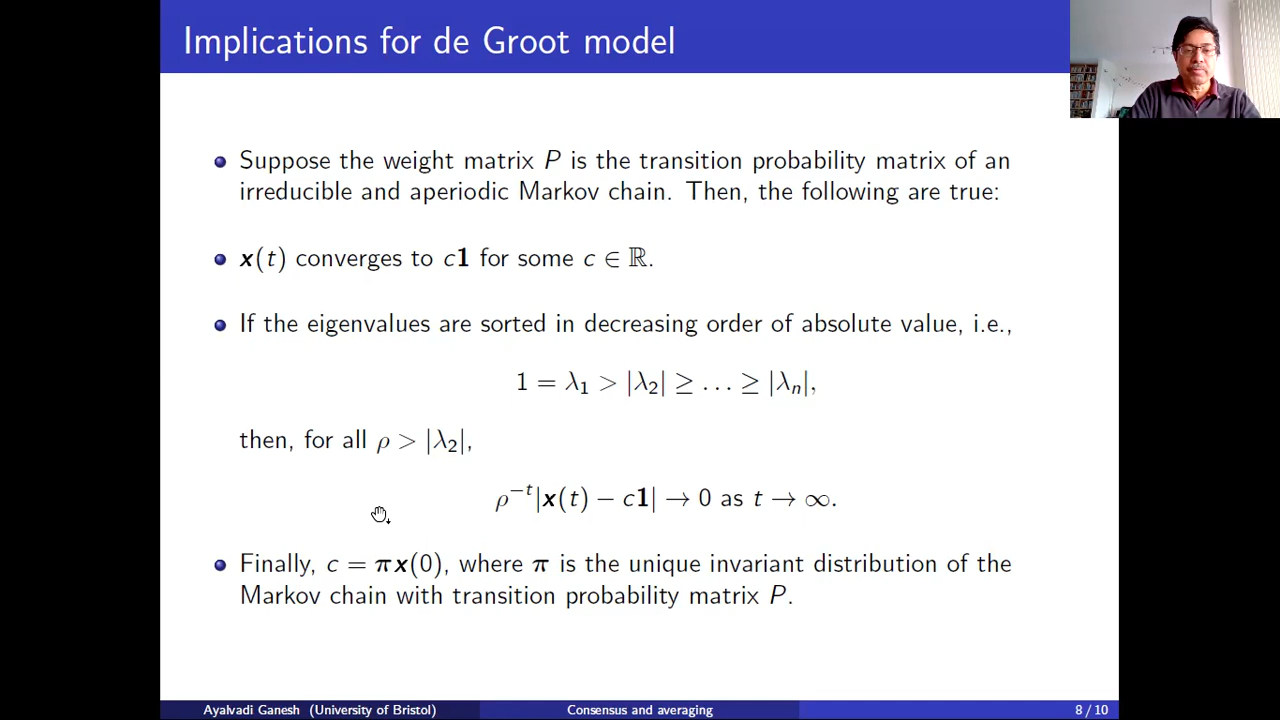 Implications for de Groot model
Suppose the weight matrix P is the transition probability matrix of an
irreducible and aperiodic Markov chain. Then, the following are true:
x(t) converges to c1 for some c ∈ ℝ.
If the eigenvalues are sorted in decreasing order of absolute value, i.e.,
1 = λ₁ > |λ₂| ≥ … ≥ |λₙ|,
then, for all ρ > |λ₂|,
ρ⁻ᵗ|x(t) − c1| → 0 as t → ∞.
Finally, c = πx(0), where π is the unique invariant distribution of the
Markov chain with transition probability matrix P.
Ayalvadi Ganesh (University of Bristol)
Consensus and averaging
8 / 10